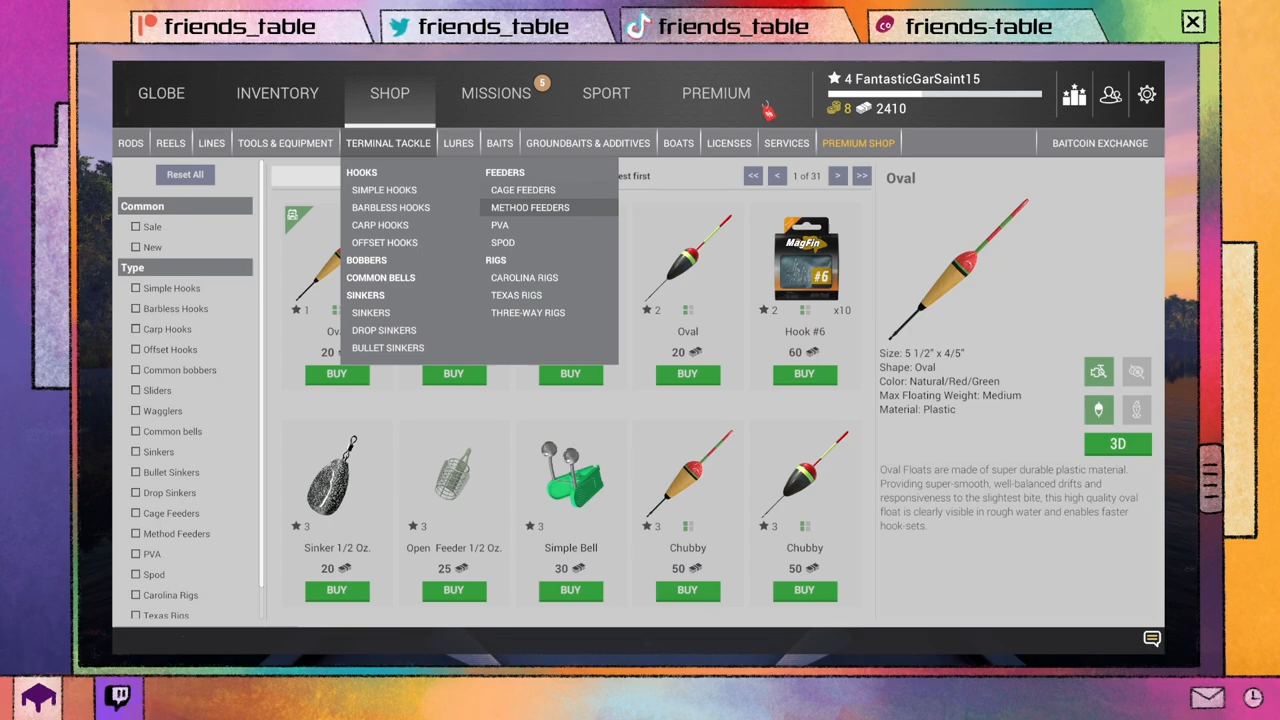 friends_table friends_table friends_table friends-table
GLOBE INVENTORY SHOP MISSIONS 5 SPORT PREMIUM
4 FantasticGarSaint15
8 2410
RODS REELS LINES TOOLS & EQUIPMENT TERMINAL TACKLE LURES BAITS GROUNDBAITS & ADDITIVES BOATS LICENSES SERVICES PREMIUM SHOP BAITCOIN EXCHANGE
Reset All
Common
Sale
New
Type
Simple Hooks
Barbless Hooks
Carp Hooks
Offset Hooks
Common bobbers
Sliders
Wagglers
Common bells
Sinkers
Bullet Sinkers
Drop Sinkers
Cage Feeders
Method Feeders
PVA
Spod
Carolina Rigs
Texas Rigs
HOOKS
SIMPLE HOOKS
BARBLESS HOOKS
CARP HOOKS
OFFSET HOOKS
BOBBERS
COMMON BELLS
SINKERS
SINKERS
DROP SINKERS
BULLET SINKERS
FEEDERS
CAGE FEEDERS
METHOD FEEDERS
PVA
SPOD
RIGS
CAROLINA RIGS
TEXAS RIGS
THREE-WAY RIGS
est first << < 1 of 31 > >>
MagFin
#6
1 2 2 x10
Ov Oval Hook #6
20 20 60
BUY BUY BUY BUY BUY
3 3 3 3 3
Sinker 1/2 Oz. Open Feeder 1/2 Oz. Simple Bell Chubby Chubby
20 25 30 50 50
BUY BUY BUY BUY BUY
Oval
Size: 5 1/2" x 4/5"
Shape: Oval
Color: Natural/Red/Green
Max Floating Weight: Medium
Material: Plastic
3D
Oval Floats are made of super durable plastic material.
Providing super-smooth, well-balanced drifts and
responsiveness to the slightest bite, this high quality oval
float is clearly visible in rough water and enables faster
hook-sets.